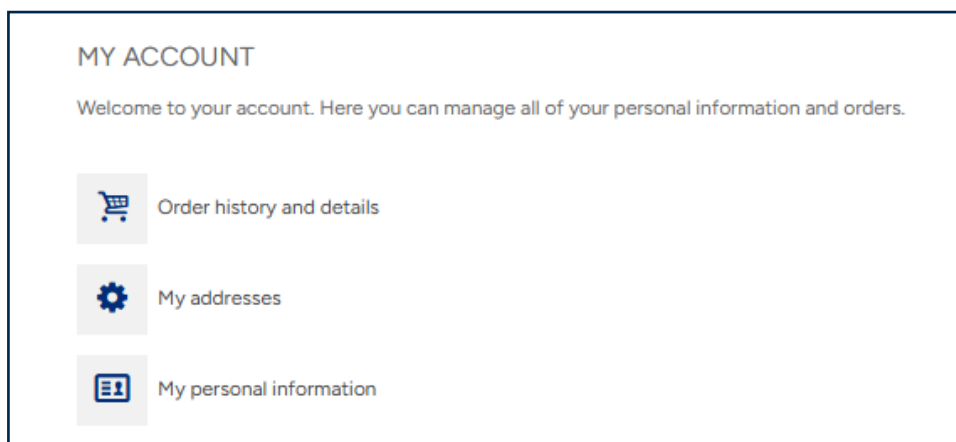 MY ACCOUNT
Welcome to your account. Here you can manage all of your personal information and orders.
Order history and details
My addresses
My personal information